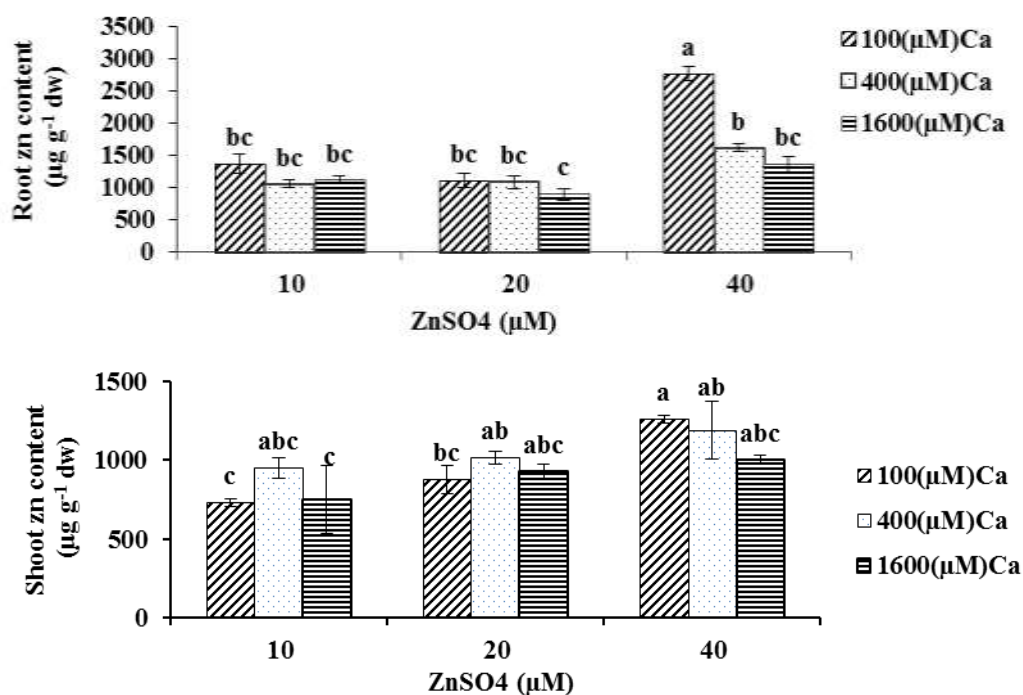 3500
3000
2500
2000
1500
1000
500
0
Root zn content
(µg g-1 dw)
bc
bc
bc
bc
bc
c
a
b
bc
10
20
40
ZnSO4 (µM)
100(µM)Ca
400(µM)Ca
1600(µM)Ca
1500
1000
500
0
Shoot zn content
(µg g-1 dw)
c
abc
c
bc
ab
abc
a
ab
abc
10
20
40
ZnSO4 (µM)
100(µM)Ca
400(µM)Ca
1600(µM)Ca